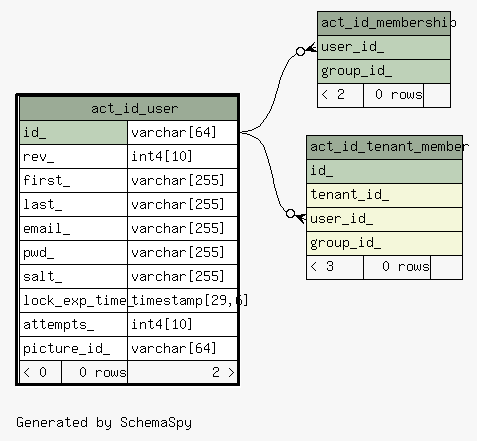 act_id_membership
user_id_
group_id_
< 2 0 rows
act_id_user
id_ varchar[64]
rev_ int4[10]
first_ varchar[255]
last_ varchar[255]
email_ varchar[255]
pwd_ varchar[255]
salt_ varchar[255]
lock_exp_time_ timestamp[29,6]
attempts_ int4[10]
picture_id_ varchar[64]
< 0 0 rows 2 >
act_id_tenant_member
id_
tenant_id_
user_id_
group_id_
< 3 0 rows
Generated by SchemaSpy